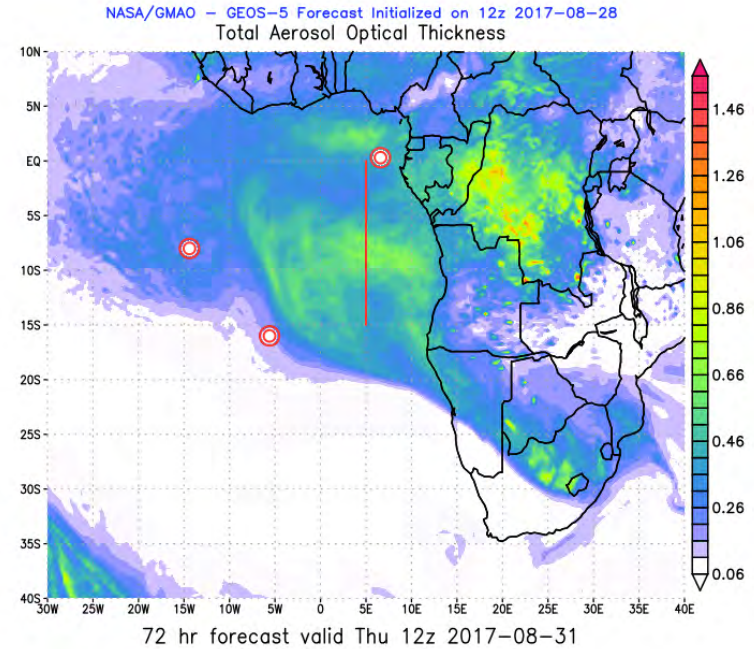 NASA/GMAO - GEOS-5 Forecast Initialized on 12z 2017-08-28
Total Aerosol Optical Thickness
10N
5N
EQ
5S
10S
15S
20S
25S
30S
35S
40S
30W 25W 20W 15W 10W 5W 0 5E 10E 15E 20E 25E 30E 35E 40E
1.46
1.26
1.06
0.86
0.66
0.46
0.26
0.06
72 hr forecast valid Thu 12z 2017-08-31